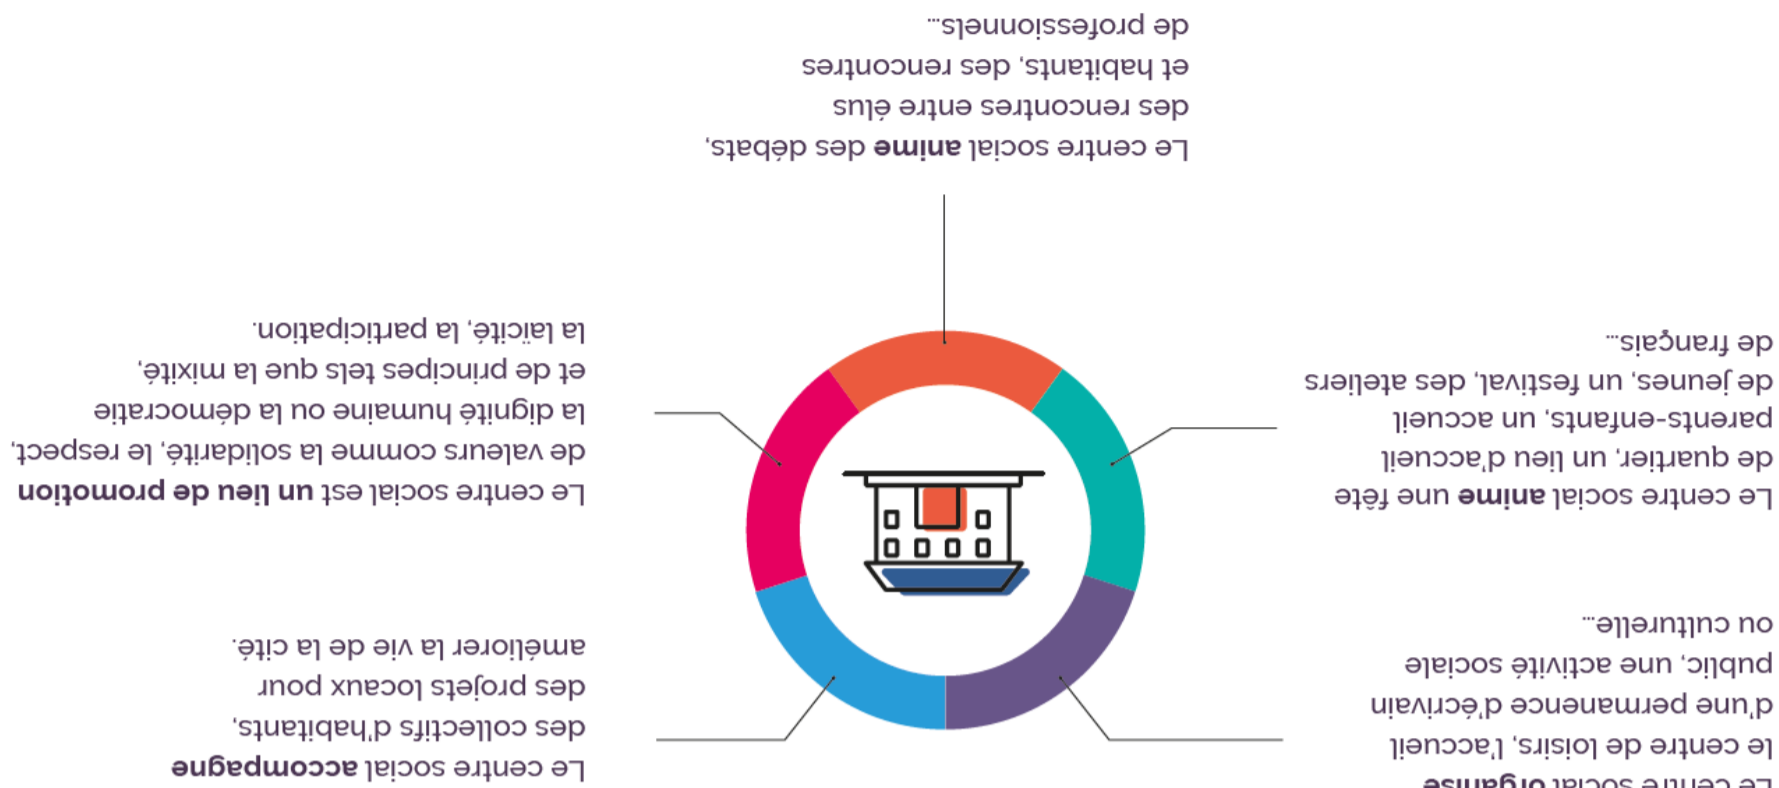 Le centre social organise
le centre de loisirs, l'accueil
d'une permanence d'écrivain
public, une activité sociale
ou culturelle...
Le centre social accompagne
des collectifs d'habitants,
des projets locaux pour
améliorer la vie de la cité.
Le centre social anime une fête
de quartier, un lieu d'accueil
parents-enfants, un accueil
de jeunes, un festival, des ateliers
de français...
Le centre social est un lieu de promotion
de valeurs comme la solidarité, le respect,
la dignité humaine ou la démocratie
et de principes tels que la mixité,
la laïcité, la participation.
Le centre social anime des débats,
des rencontres entre élus
et habitants, des rencontres
de professionnels...